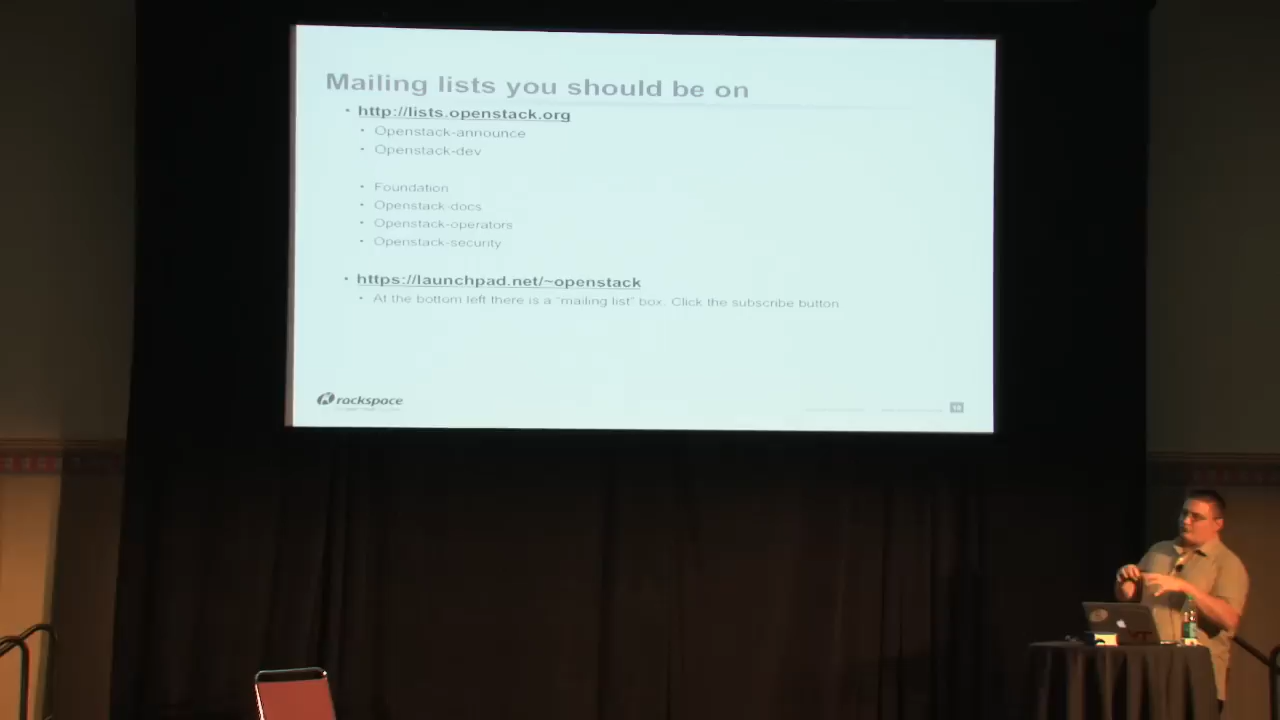 Mailing lists you should be on
• http://lists.openstack.org
• Openstack-announce
• Openstack-dev
• Foundation
• Openstack-docs
• Openstack-operators
• Openstack-security
• https://launchpad.net/~openstack
• At the bottom left there is a "mailing list" box. Click the subscribe button
rackspace
VT